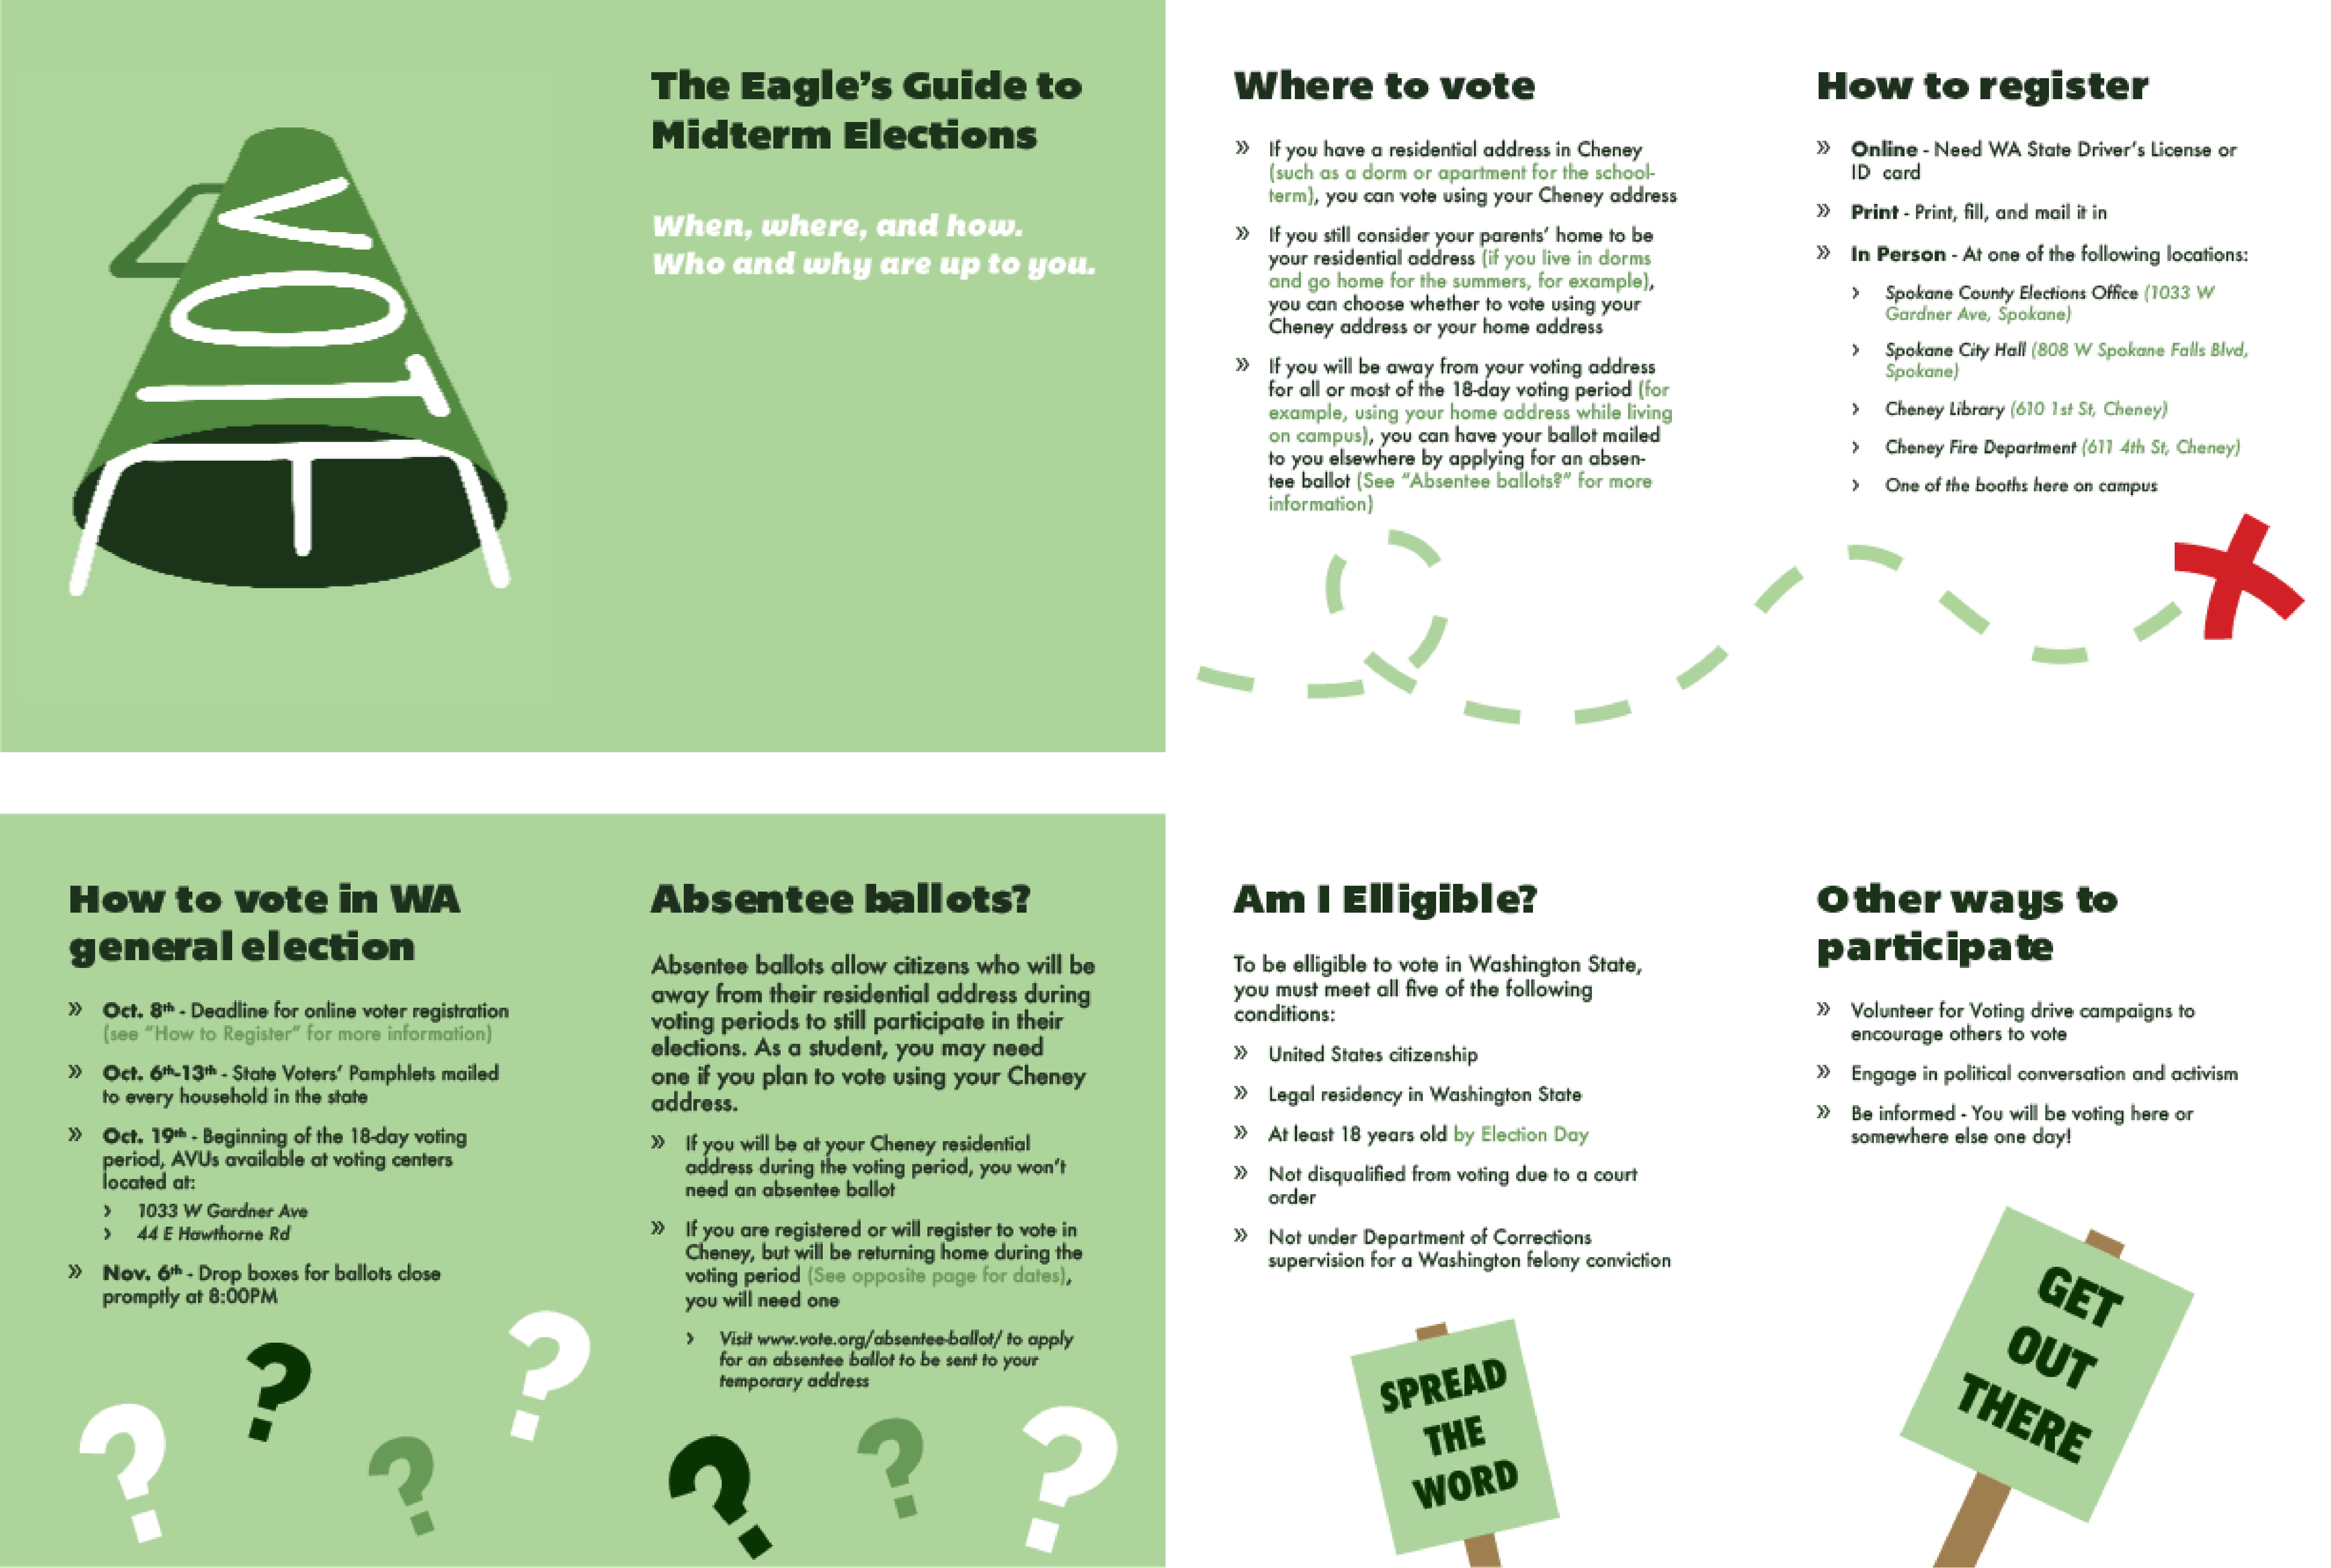 VOTE
The Eagle's Guide to
Midterm Elections
When, where, and how.
Who and why are up to you.
Where to vote
» If you have a residential address in Cheney
(such as a dorm or apartment for the school-
term), you can vote using your Cheney address
» If you still consider your parents' home to be
your residential address (if you live in dorms
and go home for the summers, for example),
you can choose whether to vote using your
Cheney address or your home address
» If you will be away from your voting address
for all or most of the 18-day voting period (for
example, using your home address while living
on campus), you can have your ballot mailed
to you elsewhere by applying for an absen-
tee ballot (See "Absentee ballots?" for more
information)
How to register
» Online - Need WA State Driver's License or
ID card
» Print - Print, fill, and mail it in
» In Person - At one of the following locations:
› Spokane County Elections Office (1033 W
Gardner Ave, Spokane)
› Spokane City Hall (808 W Spokane Falls Blvd,
Spokane)
› Cheney Library (610 1st St, Cheney)
› Cheney Fire Department (611 4th St, Cheney)
› One of the booths here on campus
How to vote in WA
general election
» Oct. 8th - Deadline for online voter registration
(see "How to Register" for more information)
» Oct. 6th-13th - State Voters' Pamphlets mailed
to every household in the state
» Oct. 19th - Beginning of the 18-day voting
period, AVUs available at voting centers
located at:
› 1033 W Gardner Ave
› 44 E Hawthorne Rd
» Nov. 6th - Drop boxes for ballots close
promptly at 8:00PM
? ? ? ?
Absentee ballots?
Absentee ballots allow citizens who will be
away from their residential address during
voting periods to still participate in their
elections. As a student, you may need
one if you plan to vote using your Cheney
address.
» If you will be at your Cheney residential
address during the voting period, you won't
need an absentee ballot
» If you are registered or will register to vote in
Cheney, but will be returning home during the
voting period (See opposite page for dates),
you will need one
› Visit www.vote.org/absentee-ballot/ to apply
for an absentee ballot to be sent to your
temporary address
? ? ?
Am I Elligible?
To be elligible to vote in Washington State,
you must meet all five of the following
conditions:
» United States citizenship
» Legal residency in Washington State
» At least 18 years old by Election Day
» Not disqualified from voting due to a court
order
» Not under Department of Corrections
supervision for a Washington felony conviction
SPREAD
THE
WORD
Other ways to
participate
» Volunteer for Voting drive campaigns to
encourage others to vote
» Engage in political conversation and activism
» Be informed - You will be voting here or
somewhere else one day!
GET
OUT
THERE